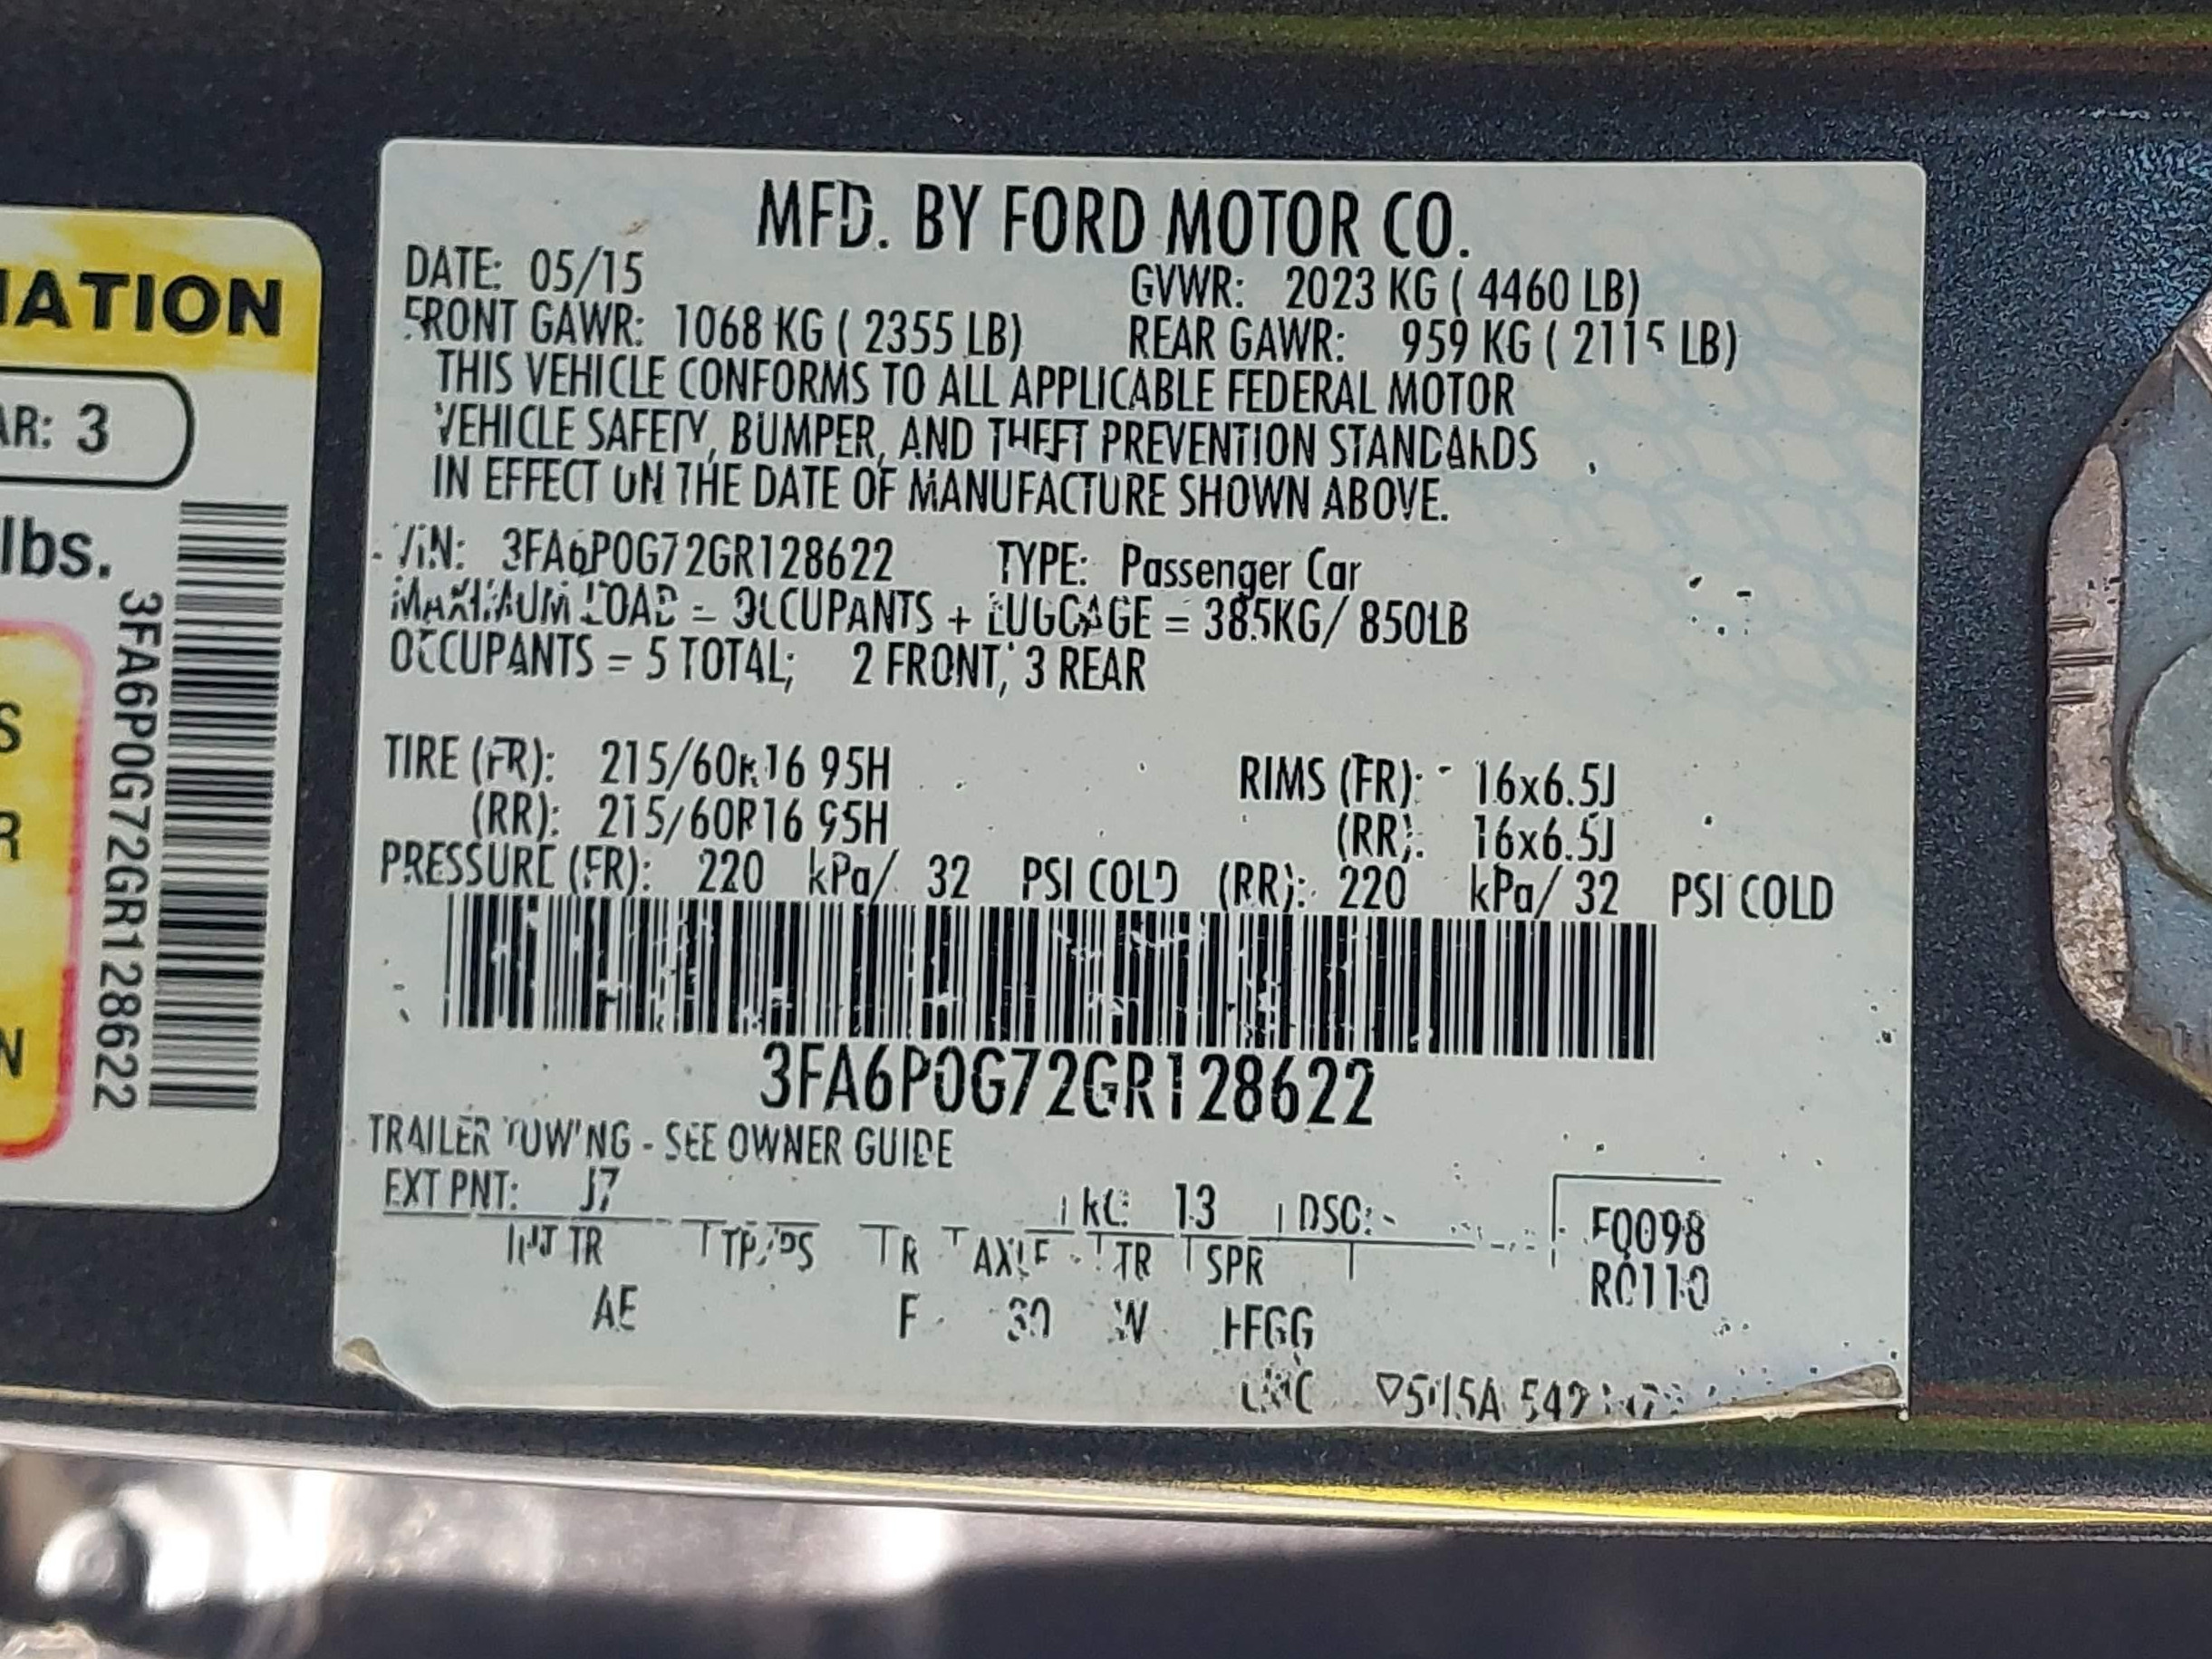 MFD. BY FORD MOTOR CO.
DATE: 05/15 GVWR: 2023 KG ( 4460 LB)
FRONT GAWR: 1068 KG ( 2355 LB) REAR GAWR: 959 KG ( 2115 LB)
THIS VEHICLE CONFORMS TO ALL APPLICABLE FEDERAL MOTOR
VEHICLE SAFETY, BUMPER, AND THEFT PREVENTION STANDARDS
IN EFFECT ON THE DATE OF MANUFACTURE SHOWN ABOVE.
VIN: 3FA6P0G72GR128622 TYPE: Passenger Car
MAXIMUM LOAD = OCCUPANTS + LUGGAGE = 385KG/ 850LB
OCCUPANTS = 5 TOTAL; 2 FRONT, 3 REAR
TIRE (FR): 215/60R16 95H RIMS (FR): 16x6.5J
(RR): 215/60R16 95H (RR): 16x6.5J
PRESSURE (FR): 220 kPa/ 32 PSI COLD (RR): 220 kPa/ 32 PSI COLD
3FA6P0G72GR128622
TRAILER TOWING - SEE OWNER GUIDE
EXT PNT: J7 RC: 13 DSO: F0098
INT TR TP/PS R AXLE TR SPR R0110
AE F 30 W
AR: 3
lbs.
3FA6P0G72GR128622